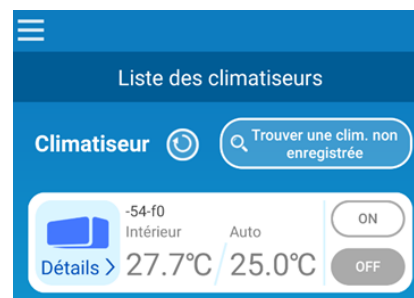 Liste des climatiseurs
Climatiseur
Trouver une clim. non
enregistrée
-54-f0
Intérieur Auto
Détails > 27.7°C 25.0°C
ON
OFF